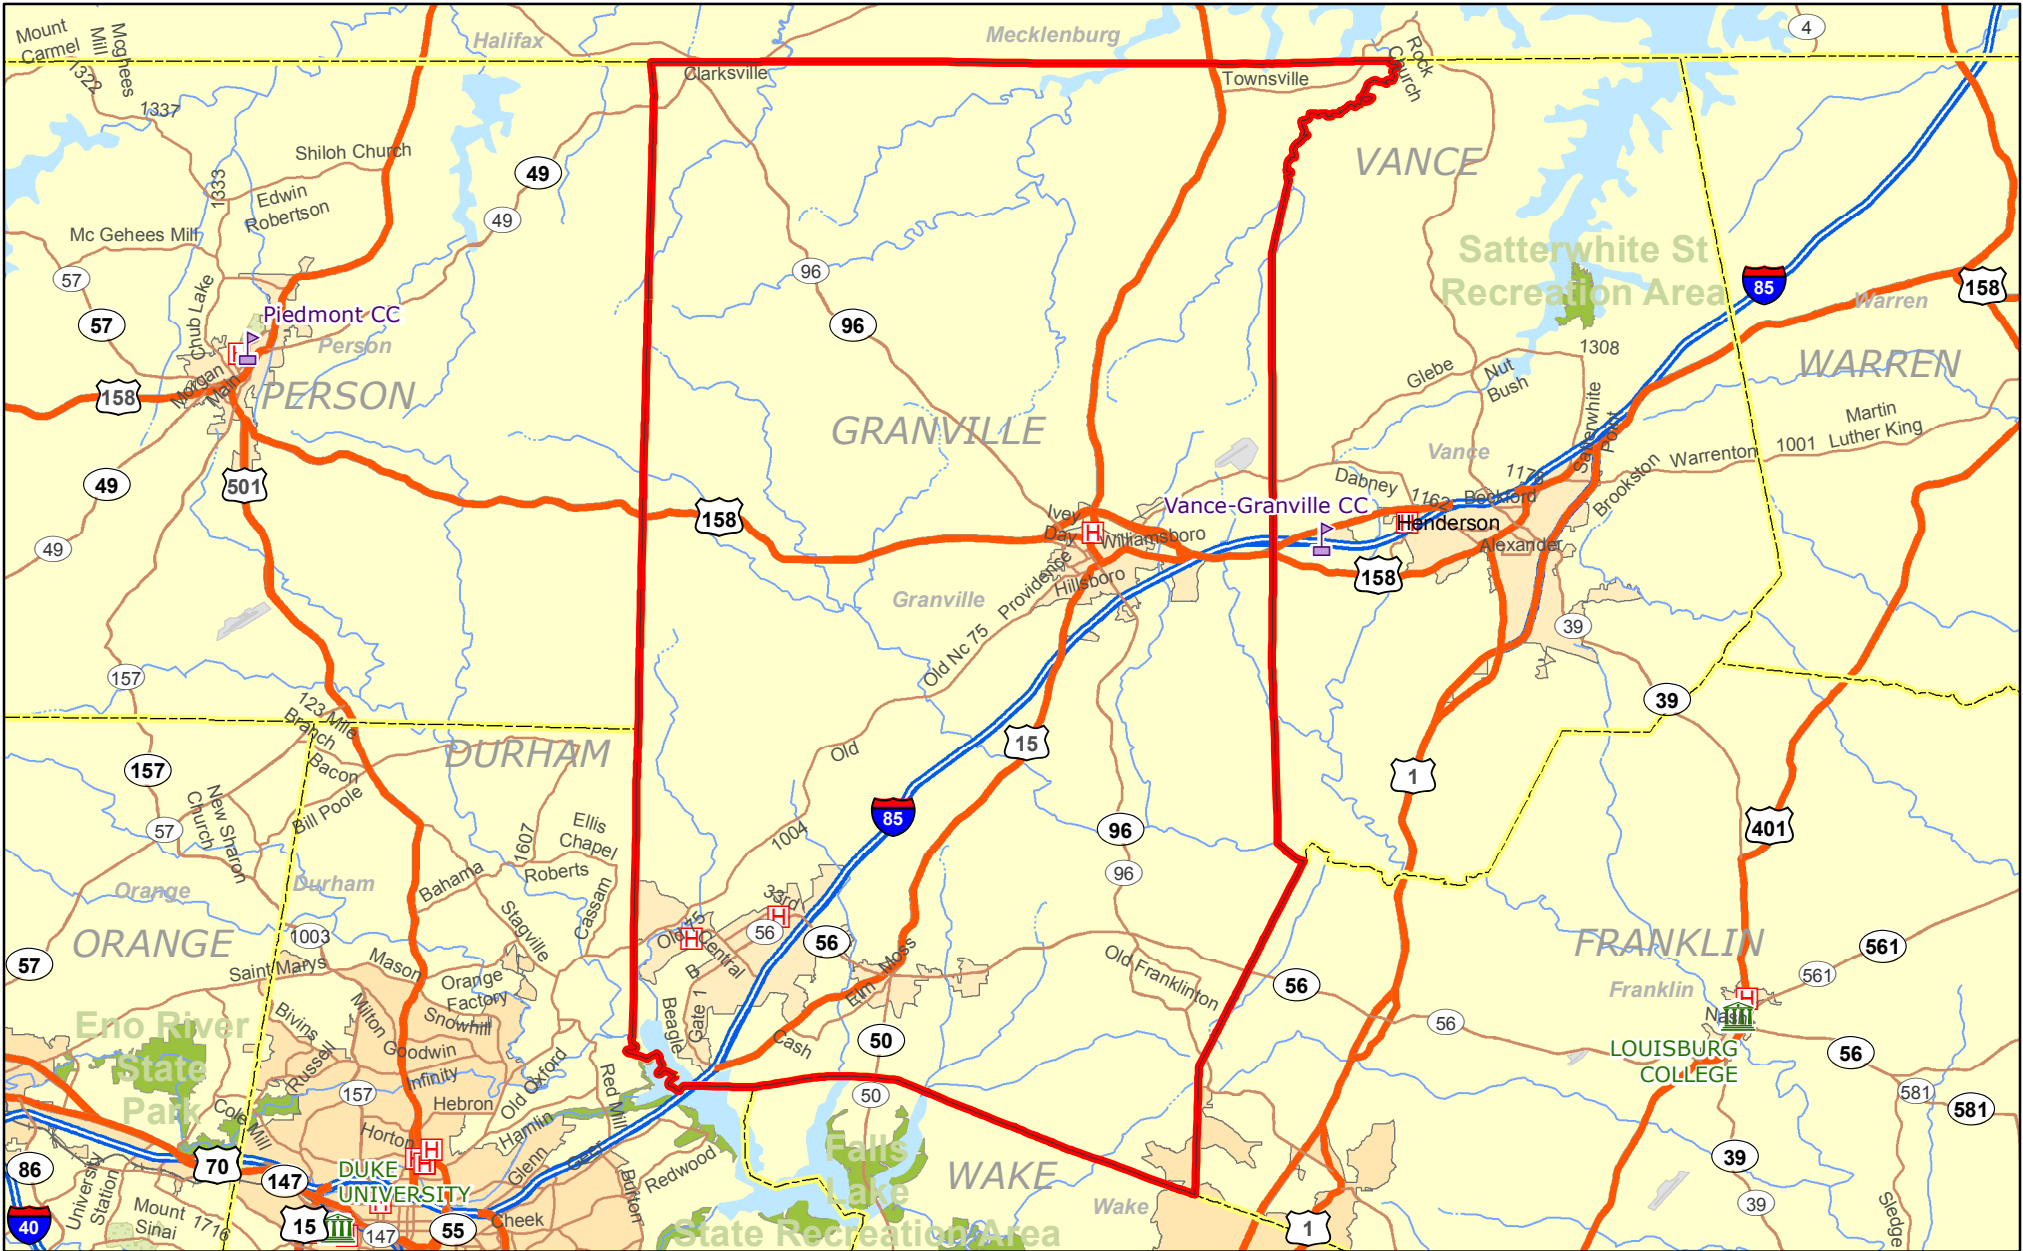 Mount
Carmel
Mcghees
Mill
1322
1337
Halifax
Mecklenburg
4
Clarksville
Townsville
Rock
Church
Shiloh Church
49
VANCE
1333
Edwin
Robertson
49
Mc Gehees Mill
57
96
Satterwhite St
Recreation Area
85
158
Warren
Chub Lake
Piedmont CC
57
96
Person
1308
WARREN
Morgan
Main
158
PERSON
Glebe
Nut
Bush
Satterwhite
Point
Martin
Luther King
GRANVILLE
1001
Warrenton
Vance
Brookston
49
501
Dabney
1162
Beckford
H
Henderson
Vance-Granville CC
158
Ivey
Day
H
Williamsboro
Alexander
49
Providence
Hillsboro
158
Granville
39
Old Nc 75
157
39
123 Mile
Branch
DURHAM
15
Old
157
Bacon
Bill Poole
1
New Sharon
Church
57
85
1004
96
401
Ellis
Chapel
1607
Roberts
Bahama
Orange
Durham
96
33rd
H
Cassam
Stagville
ORANGE
1003
Old 75
H
Central
56
56
FRANKLIN
561
57
Saint Marys
Mason
Orange
Factory
B
Moss
Elm
Old Franklinton
56
561
Franklin
H
Milton
Snowhill
Beagle
Gate 1
Eno River
State
Park
Bivins
Goodwin
Russell
Infinity
Cash
50
56
Nash
LOUISBURG
COLLEGE
56
157
Hebron
Old Oxford
Red Mill
50
581
581
Cole Mill
Horton
Hamlin
Falls
Lake
State Recreation Area
86
70
147
DUKE
UNIVERSITY
H
H
Glenn
Geer
Redwood
Burton
WAKE
Wake
39
39
University
Station
Mount
Sinai
1716
40
15
147
55
Cheek
1
Sledge